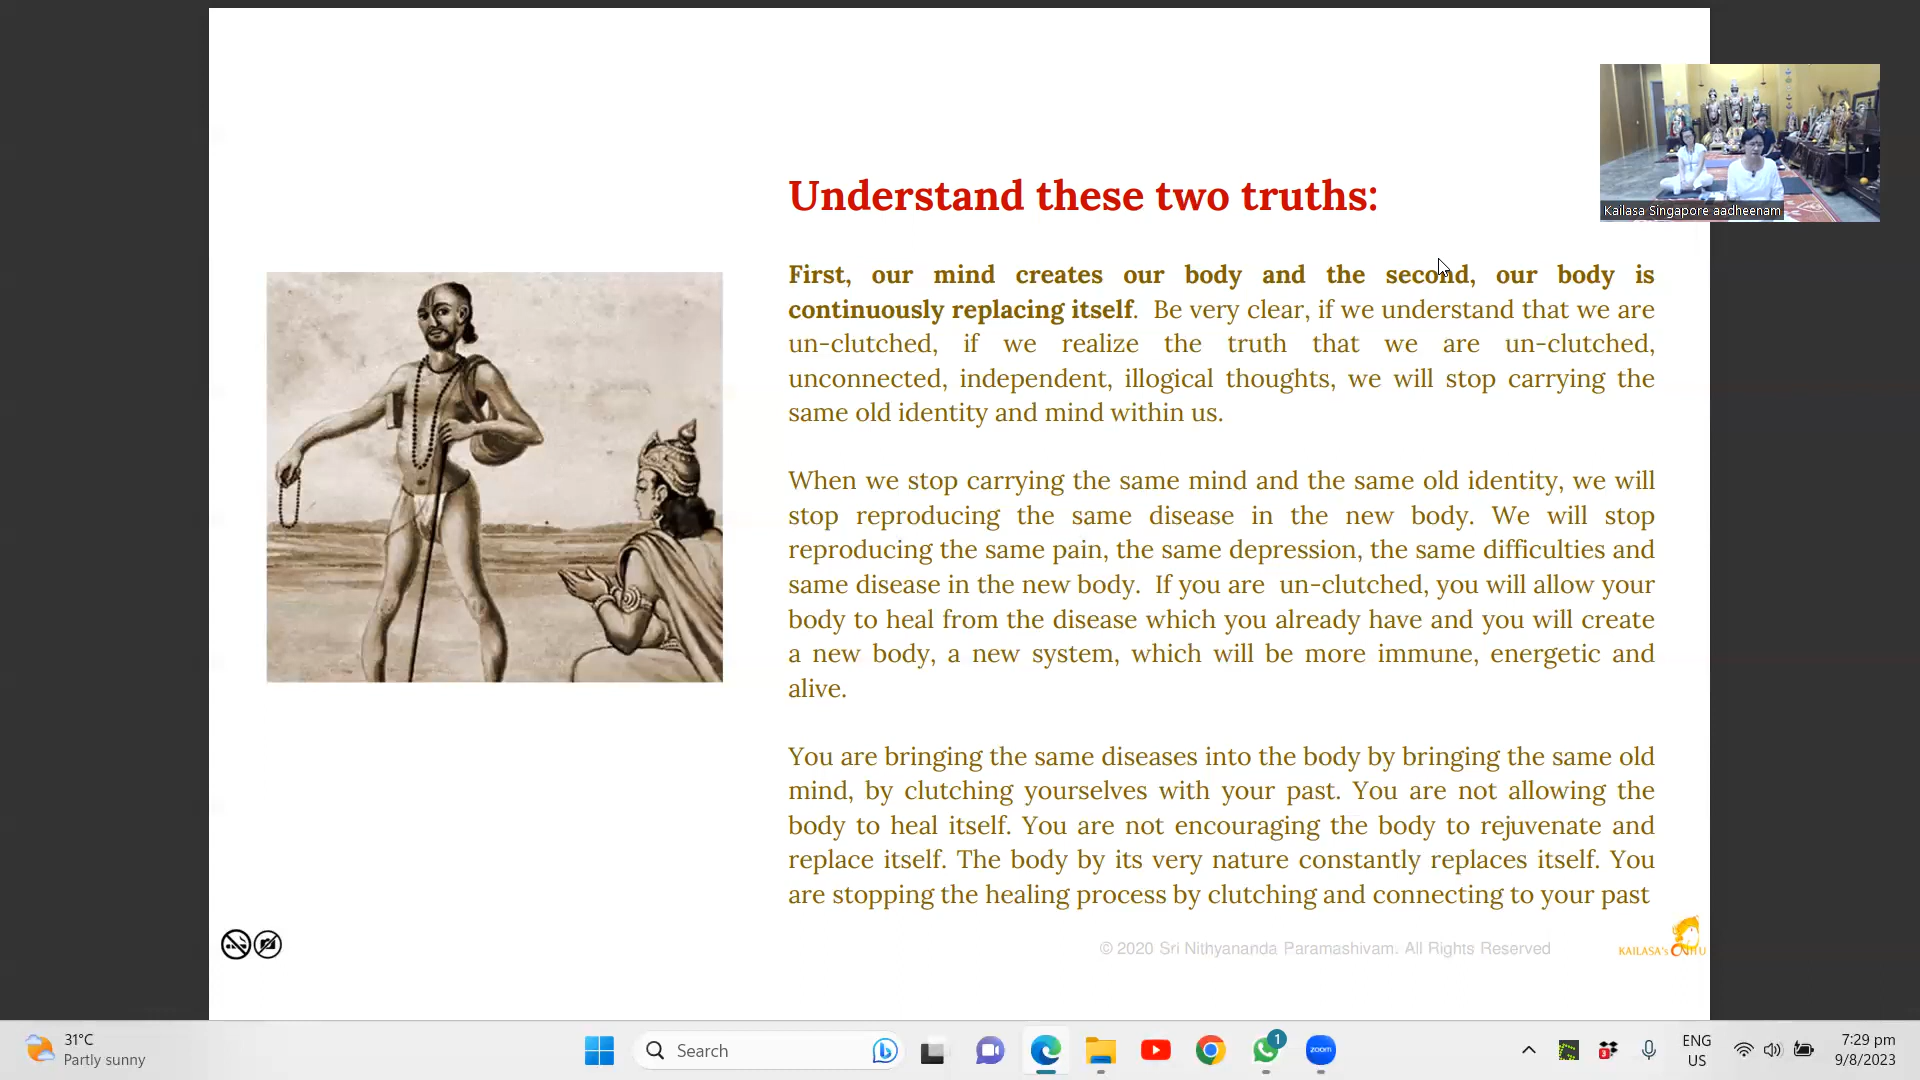 Understand these two truths:
Kailasa Singapore aadheenam
First, our mind creates our body and the second, our body is
continuously replacing itself. Be very clear, if we understand that we are
un-clutched, if we realize the truth that we are un-clutched,
unconnected, independent, illogical thoughts, we will stop carrying the
same old identity and mind within us.
When we stop carrying the same mind and the same old identity, we will
stop reproducing the same disease in the new body. We will stop
reproducing the same pain, the same depression, the same difficulties and
same disease in the new body. If you are un-clutched, you will allow your
body to heal from the disease which you already have and you will create
a new body, a new system, which will be more immune, energetic and
alive.
You are bringing the same diseases into the body by bringing the same old
mind, by clutching yourselves with your past. You are not allowing the
body to heal itself. You are not encouraging the body to rejuvenate and
replace itself. The body by its very nature constantly replaces itself. You
are stopping the healing process by clutching and connecting to your past
© 2020 Sri Nithyananda Paramashivam. All Rights Reserved
KAILASA's
31°C
Partly sunny
Search
1
zoom
3
ENG
US
7:29 pm
9/8/2023